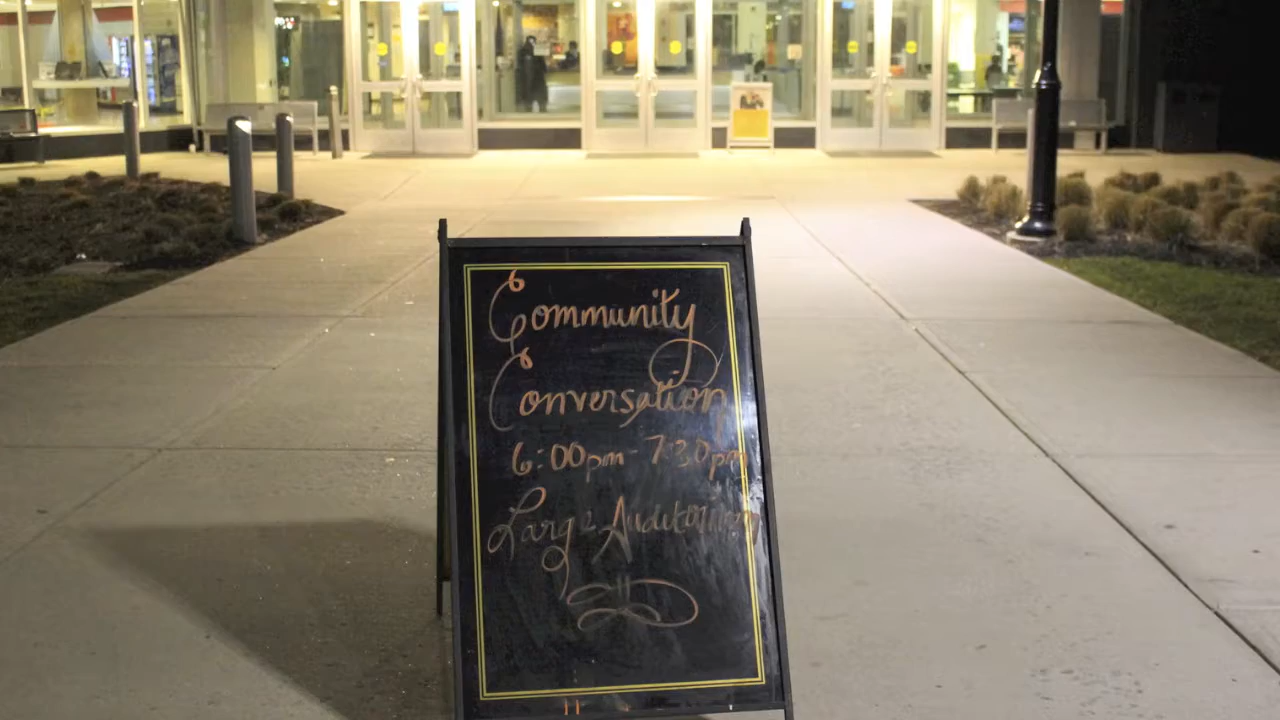 Community
Conversation
6:00pm - 7:30pm
Large Auditorium